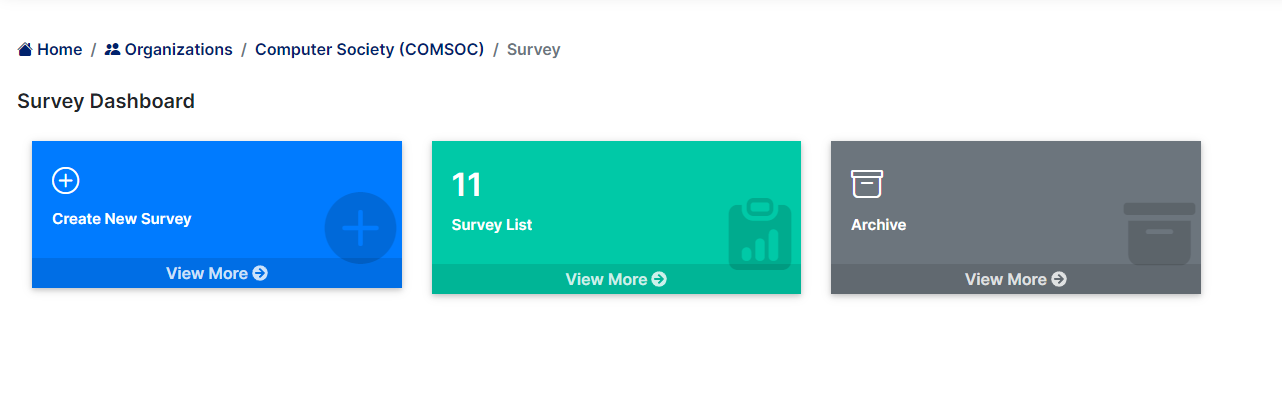 Home / Organizations / Computer Society (COMSOC) / Survey
Survey Dashboard
Create New Survey
View More
11
Survey List
View More
Archive
View More